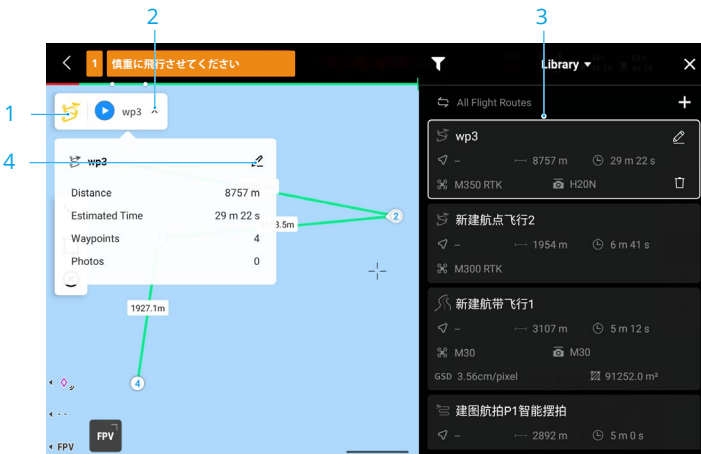 2
3
1 慎重に飛行させてください
Library
1
wp3
All Flight Routes
wp3
– 8757 m 29 m 22 s
M350 RTK H20N
4
wp3
Distance 8757 m
Estimated Time 29 m 22 s
Waypoints 4
Photos 0
3.5m
2
新建航点飞行2
– 1954 m 6 m 41 s
M300 RTK
1927.1m
4
新建航带飞行1
– 3107 m 5 m 12 s
M30 M30
GSD 3.56cm/pixel 91252.0 m²
建图航拍P1智能摆拍
– 2892 m 5 m 0 s
--
FPV
FPV